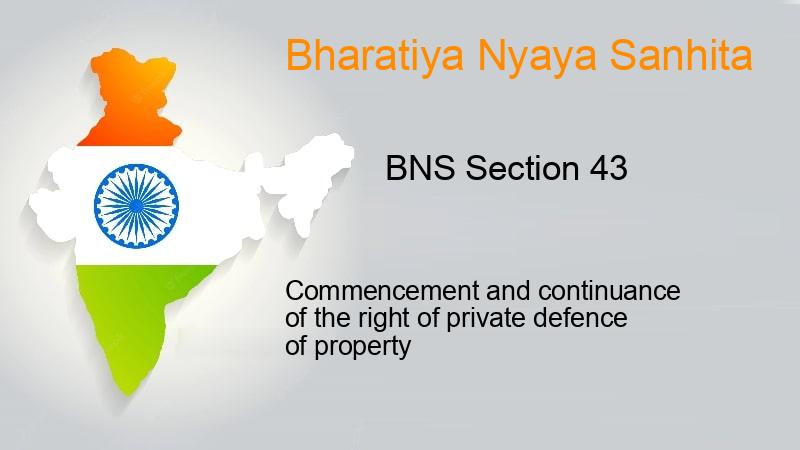 Bharatiya Nyaya Sanhita
BNS Section 43
Commencement and continuance
of the right of private defence
of property